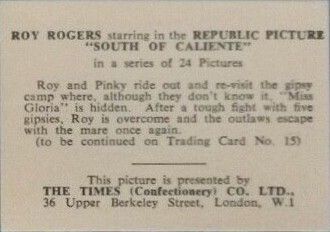 ROY ROGERS starring in the REPUBLIC PICTURE
"SOUTH OF CALIENTE"
in a series of 24 Pictures
Roy and Pinky ride out and re-visit the gipsy
camp where, although they don't know it, "Miss
Gloria" is hidden. After a tough fight with five
gipsies, Roy is overcome and the outlaws escape
with the mare once again.
(to be continued on Trading Card No. 15)
This picture is presented by
THE TIMES (Confectionery) CO. LTD.,
36 Upper Berkeley Street, London, W.1